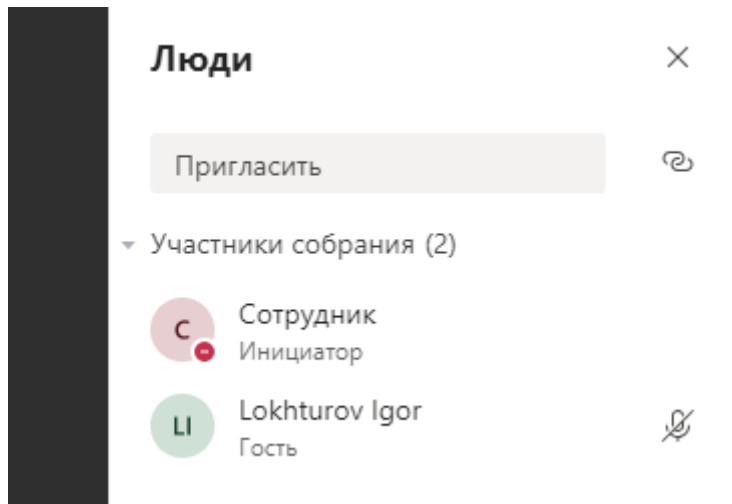 Люди
Пригласить
Участники собрания (2)
С
Сотрудник
Инициатор
LI
Lokhturov Igor
Гость